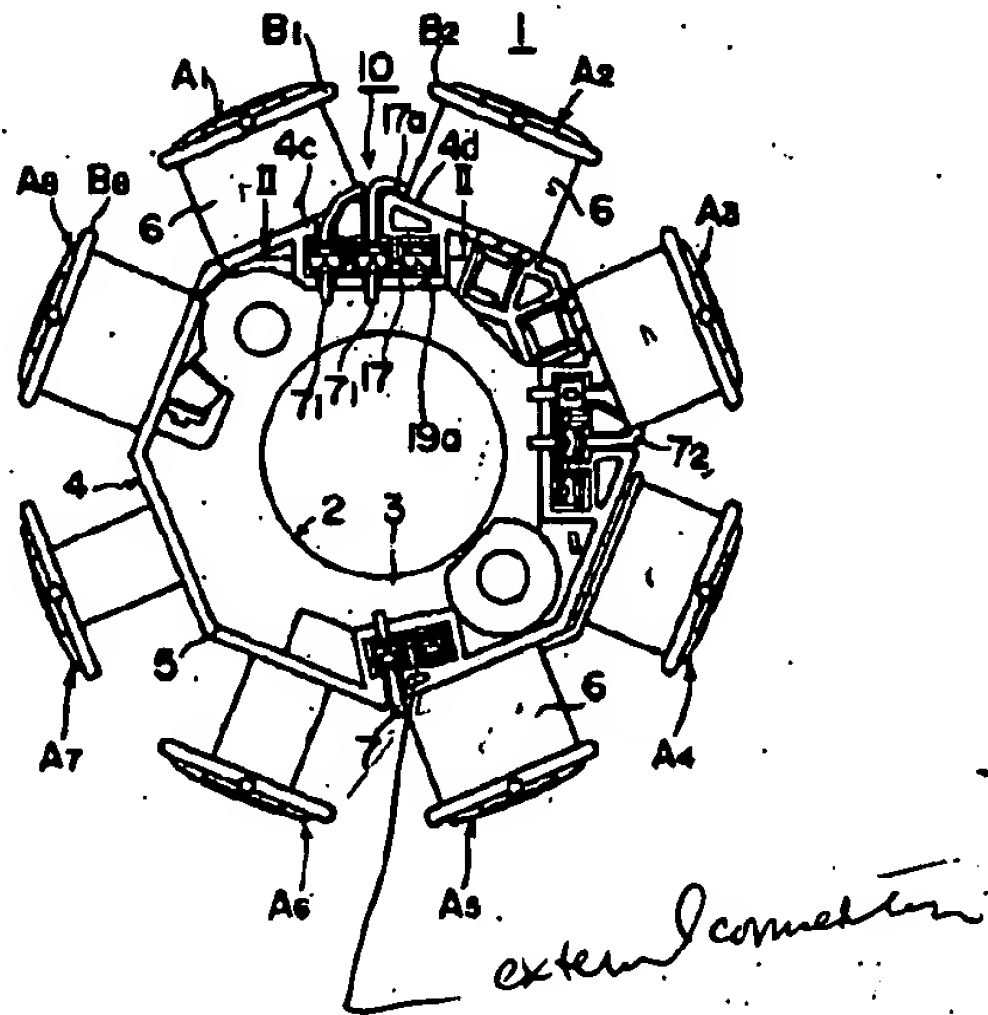 B1 B2 1
A1 10 A2
17a
4c 4d
II II
A8 B8 6 6 A3
71 71 17
19a
72
4 2 3
5 6
7
A7 A4
A6 A5
external connection